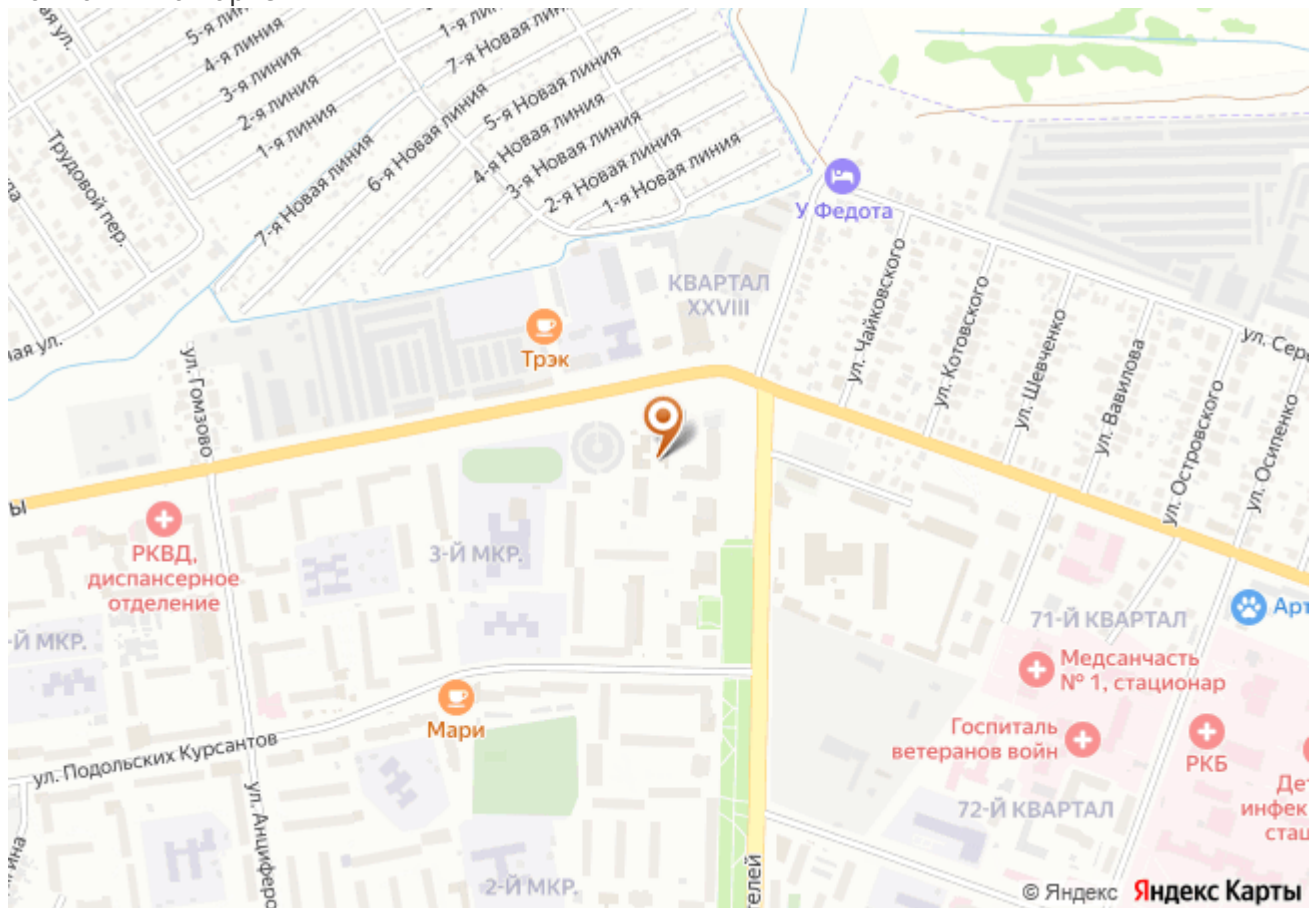 5-я линия
4-я линия
3-я линия
2-я линия
1-я линия
1-я линия
7-я Новая линия
5-я Новая линия
6-я Новая линия
4-я Новая линия
3-я Новая линия
2-я Новая линия
1-я Новая линия
7-я Новая линия
Трудовой пер.
У Федота
КВАРТАЛ
XXVIII
Трэк
ул. Гомзово
ул. Чайковского
ул. Котовского
ул. Шевченко
ул. Вавилова
ул. Островского
ул. Осипенко
РКВД,
диспансерное
отделение
3-Й МКР.
71-Й КВАРТАЛ
Медсанчасть
№ 1, стационар
Госпиталь
ветеранов войн
РКБ
Мари
ул. Подольских Курсантов
72-Й КВАРТАЛ
2-Й МКР.
© Яндекс Яндекс Карты